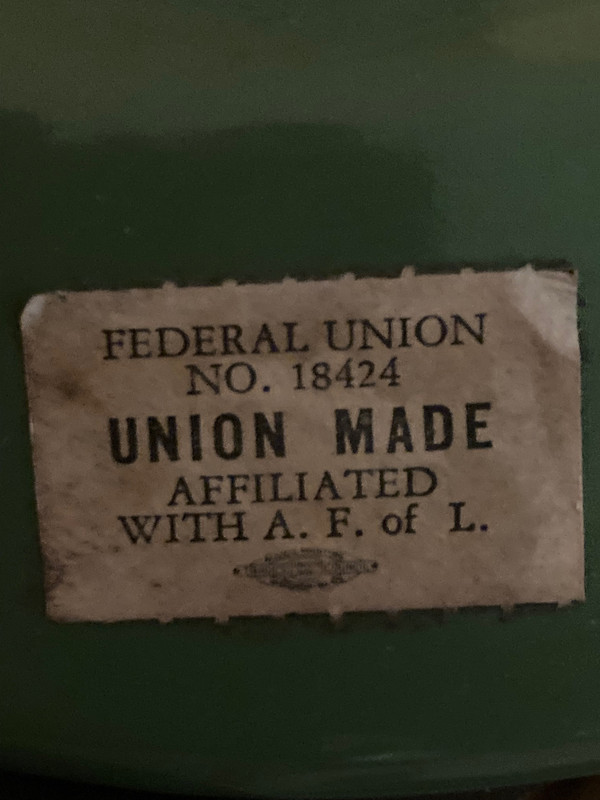 FEDERAL UNION
NO. 18424
UNION MADE
AFFILIATED
WITH A. F. of L.